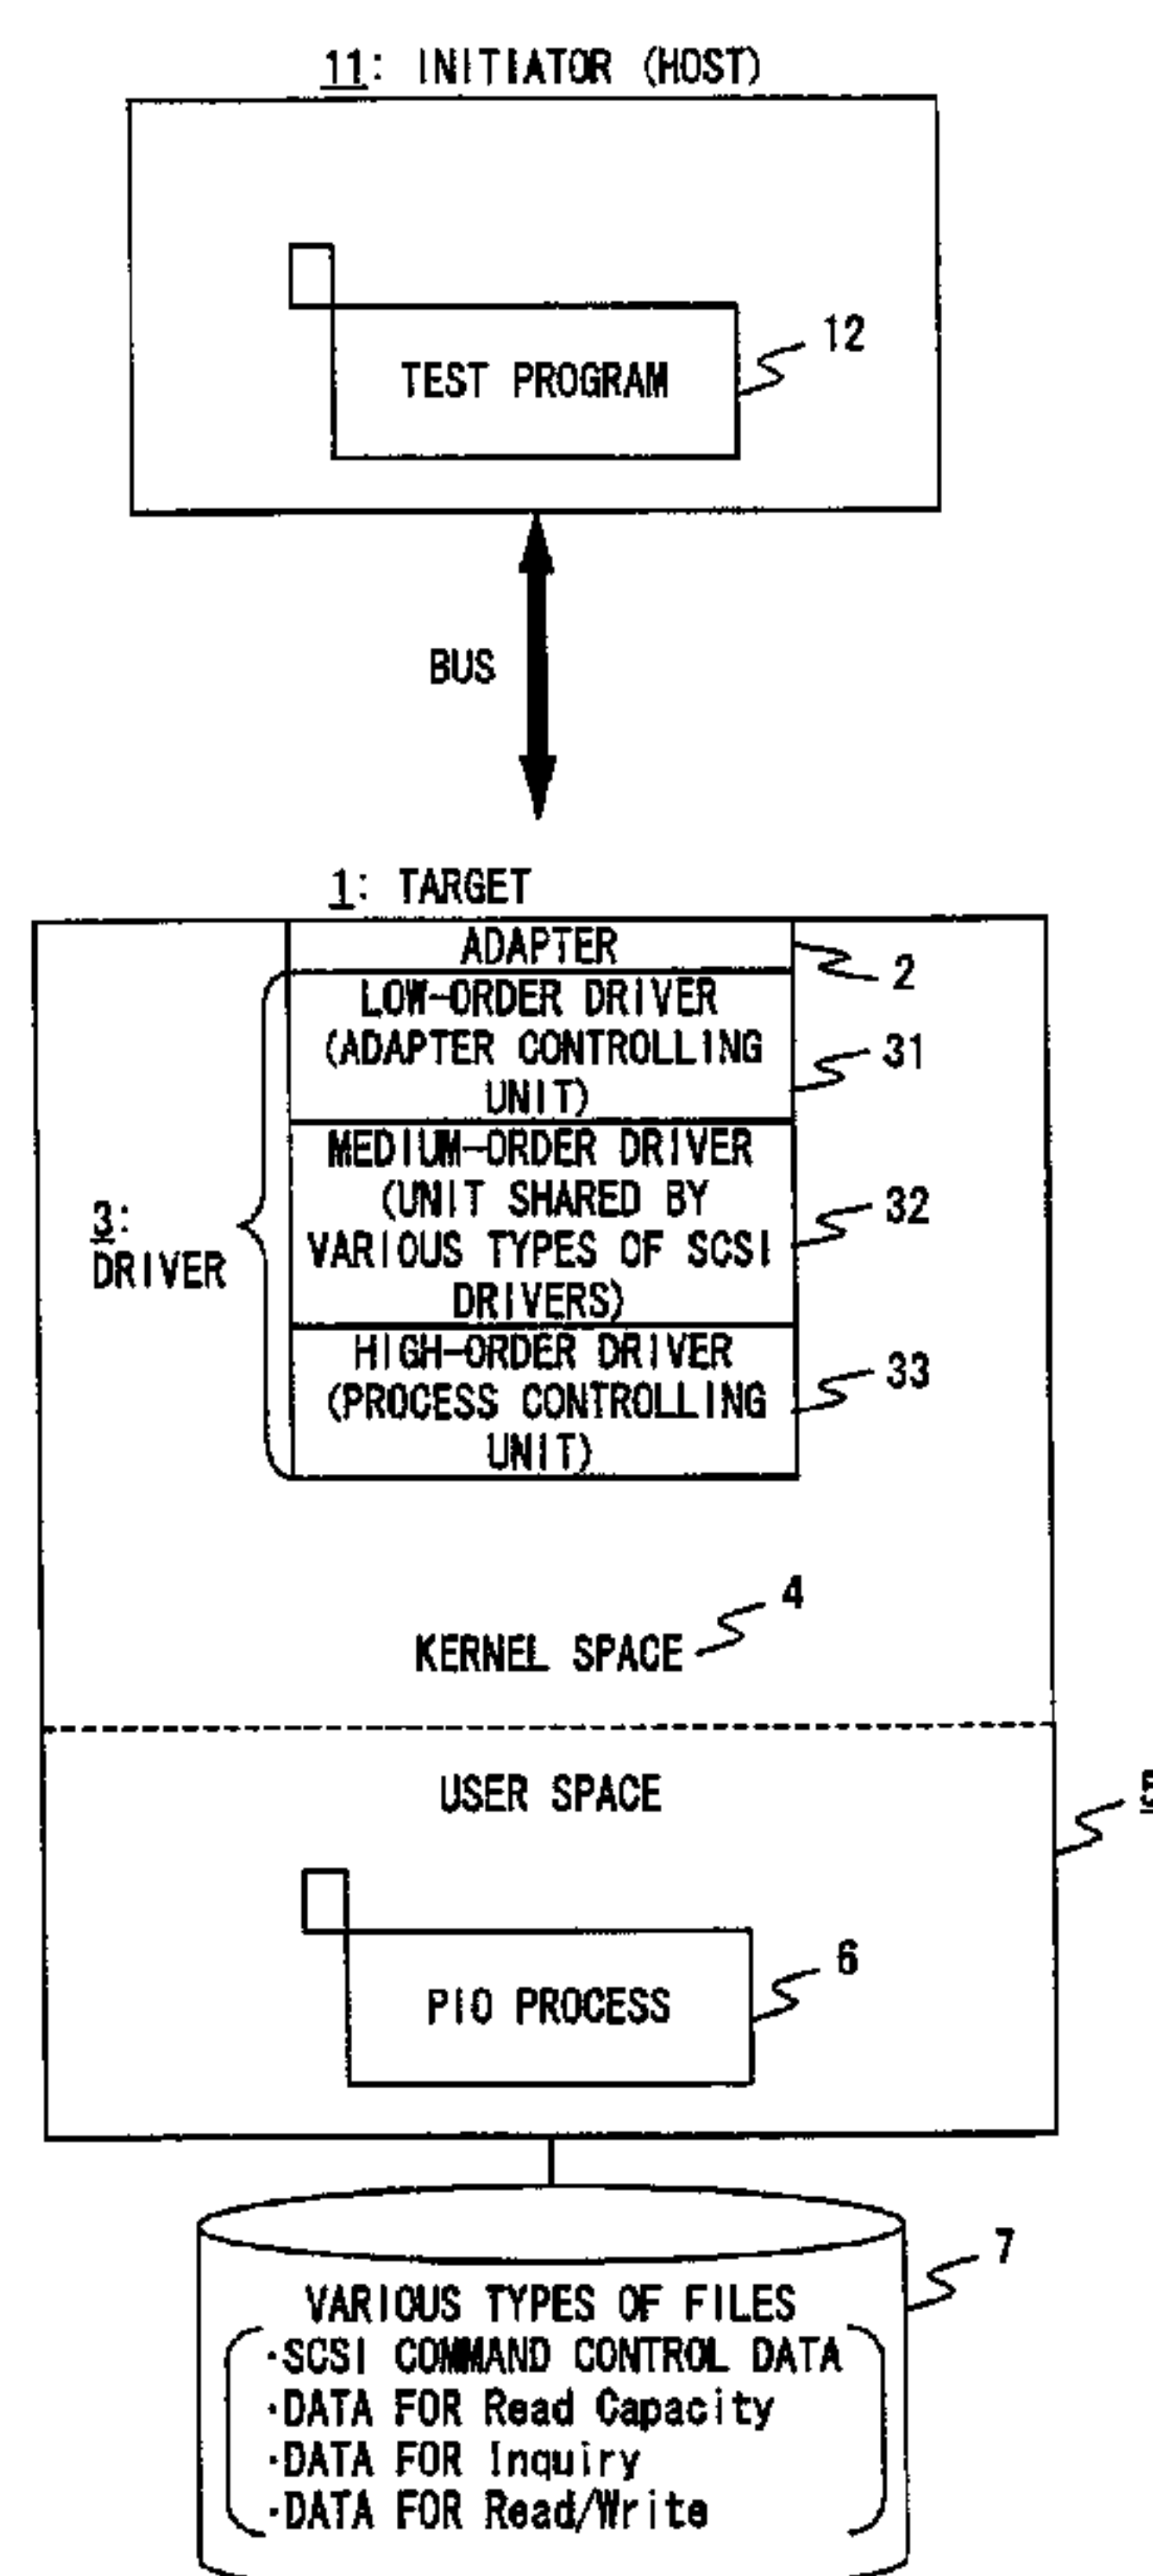 11: INITIATOR (HOST)
TEST PROGRAM
12
BUS
1: TARGET
ADAPTER
2
LOW-ORDER DRIVER
(ADAPTER CONTROLLING
UNIT)
31
MEDIUM-ORDER DRIVER
(UNIT SHARED BY
VARIOUS TYPES OF SCSI
DRIVERS)
32
3:
DRIVER
HIGH-ORDER DRIVER
(PROCESS CONTROLLING
UNIT)
33
4
KERNEL SPACE
USER SPACE
5
6
PIO PROCESS
7
VARIOUS TYPES OF FILES
·SCSI COMMAND CONTROL DATA
·DATA FOR Read Capacity
·DATA FOR Inquiry
·DATA FOR Read/Write